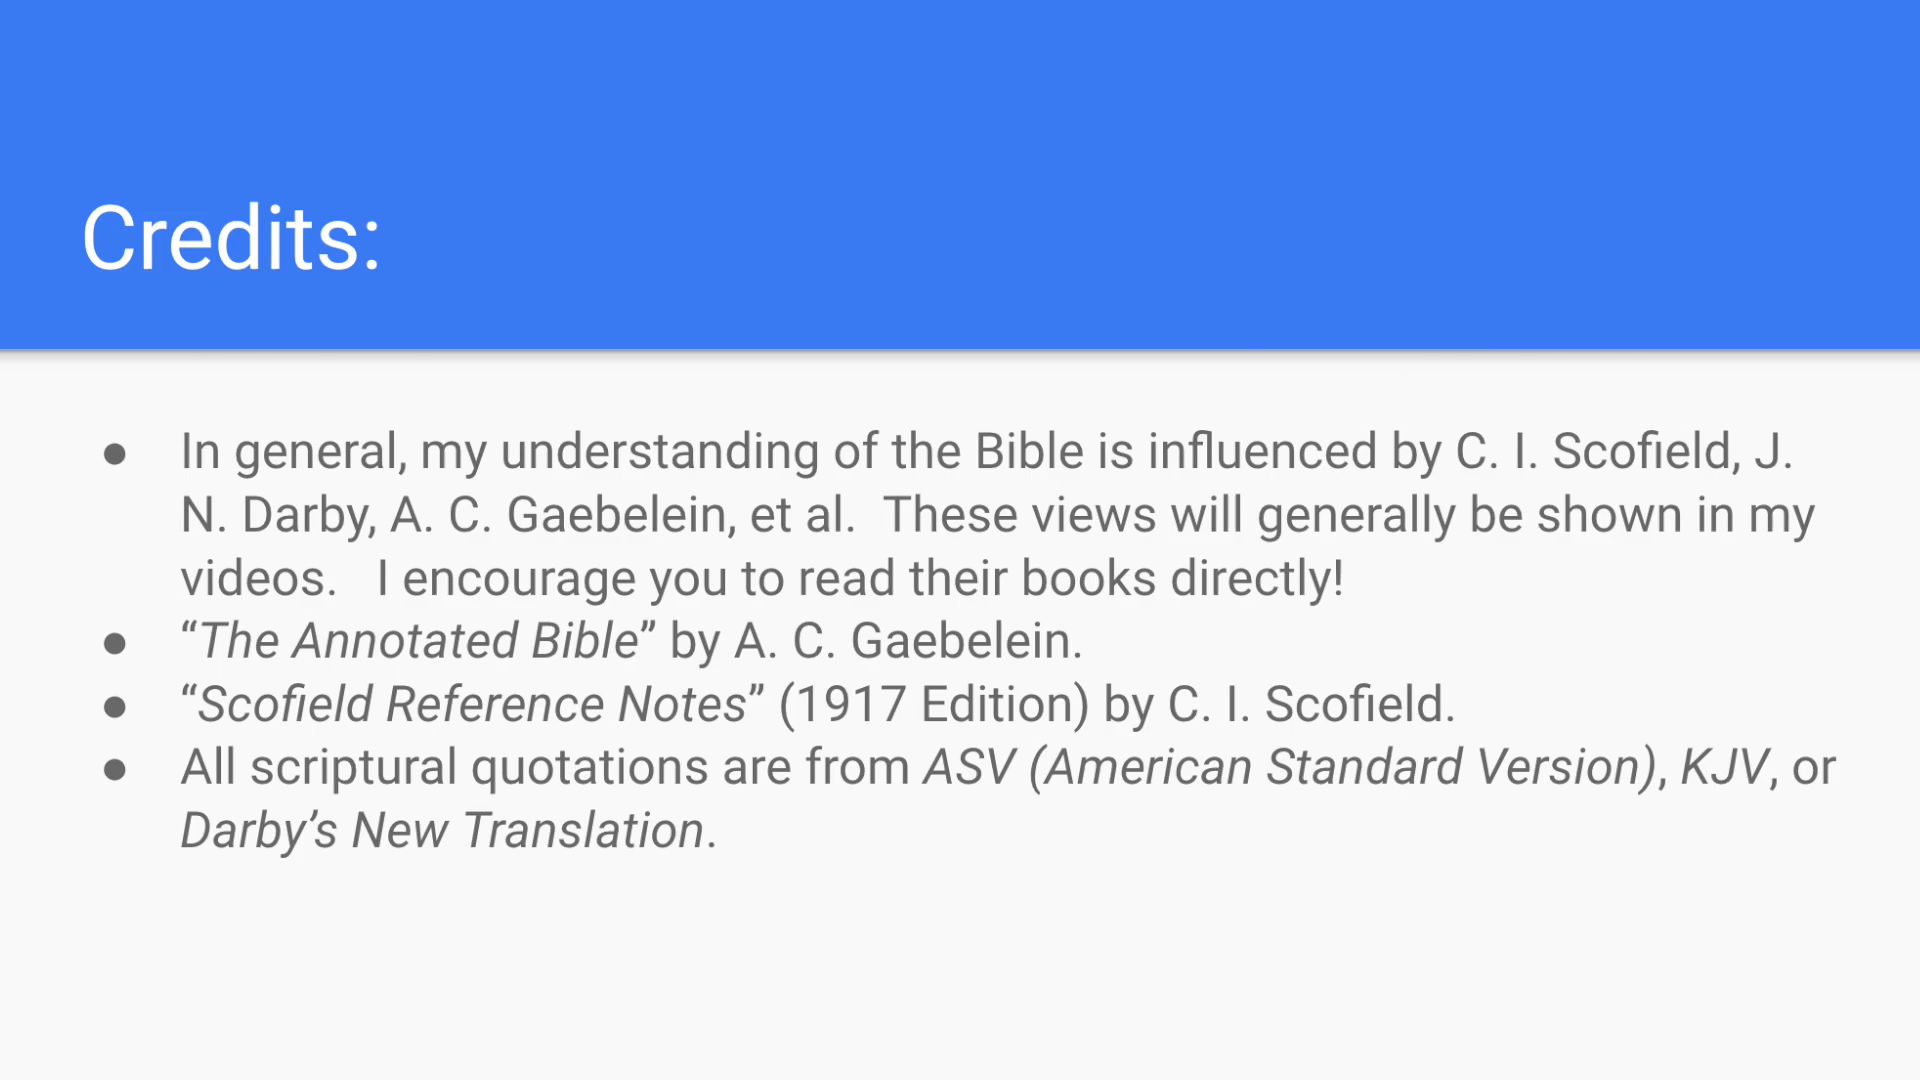 Credits:
● In general, my understanding of the Bible is influenced by C. I. Scofield, J.
N. Darby, A. C. Gaebelein, et al.  These views will generally be shown in my
videos.   I encourage you to read their books directly!
● “The Annotated Bible” by A. C. Gaebelein.
● “Scofield Reference Notes” (1917 Edition) by C. I. Scofield.
● All scriptural quotations are from ASV (American Standard Version), KJV, or
Darby’s New Translation.